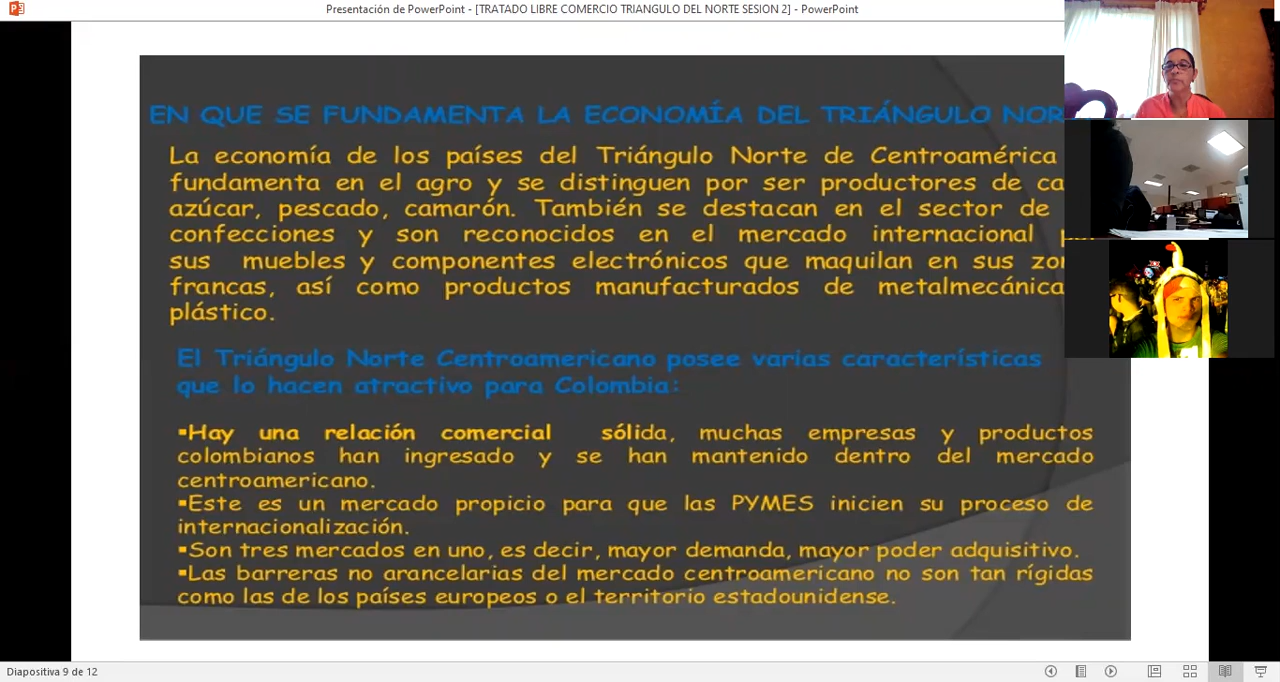 Presentación de PowerPoint - [TRATADO LIBRE COMERCIO TRIANGULO DEL NORTE SESION 2] - PowerPoint
EN QUE SE FUNDAMENTA LA ECONOMÍA DEL TRIÁNGULO
La economía de los países del Triángulo Norte de Centroamérica
fundamenta en el agro y se distinguen por ser productores de
azúcar, pescado, camarón. También se destacan en el sector de
confecciones y son reconocidos en el mercado internacional
sus muebles y componentes electrónicos que maquilan en sus
francas, así como productos manufacturados de metalmecánica
plástico.
El Triángulo Norte Centroamericano posee varias características
que lo hacen atractivo para Colombia:
▪Hay una relación comercial sólida, muchas empresas y productos
colombianos han ingresado y se han mantenido dentro del mercado
centroamericano.
▪Este es un mercado propicio para que las PYMES inicien su proceso de
internacionalización.
▪Son tres mercados en uno, es decir, mayor demanda, mayor poder adquisitivo.
▪Las barreras no arancelarias del mercado centroamericano no son tan rígidas
como las de los países europeos o el territorio estadounidense.
Diapositiva 9 de 12